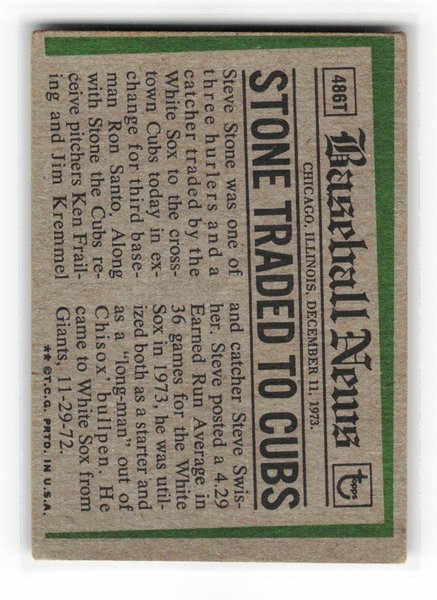 486T
Baseball News
topps
CHICAGO, ILLINOIS, DECEMBER 11, 1973.
STONE TRADED TO CUBS
Steve Stone was one of
three hurlers and a
catcher traded by the
White Sox to the cross-
town Cubs today in ex-
change for third base-
man Ron Santo, Along
with Stone the Cubs re-
ceive pitchers Ken Frail-
ing and Jim Kremmel
and catcher Steve Swis-
her. Steve posted a 4.29
Earned Run Average in
36 games for the White
Sox in 1973, he was util-
ized both as a starter, and
as a "long-man" out of
Chisox' bullpen. He
came to White Sox from
Giants, 11-29-72.
** ©T.C.G. PRTD. IN U.S.A.